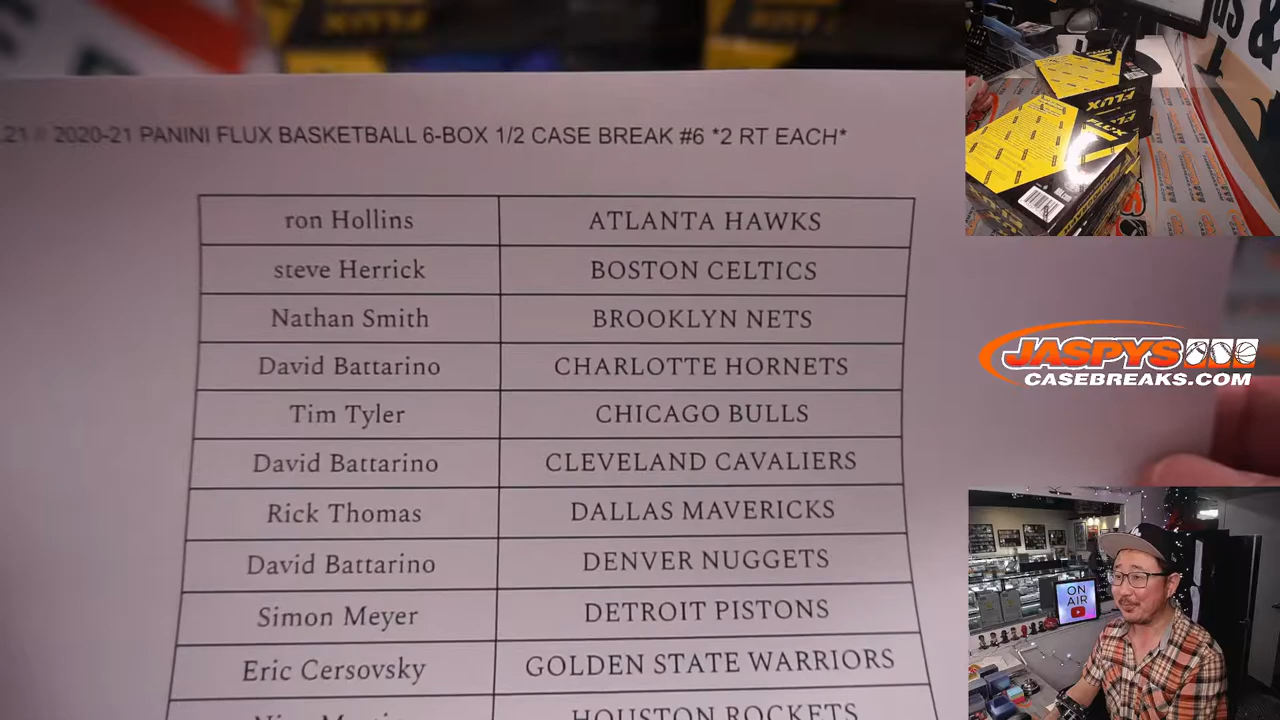 .21 // 2020-21 PANINI FLUX BASKETBALL 6-BOX 1/2 CASE BREAK #6 *2 RT EACH*
ron Hollins ATLANTA HAWKS
steve Herrick BOSTON CELTICS
Nathan Smith BROOKLYN NETS
David Battarino CHARLOTTE HORNETS
Tim Tyler CHICAGO BULLS
David Battarino CLEVELAND CAVALIERS
Rick Thomas DALLAS MAVERICKS
David Battarino DENVER NUGGETS
Simon Meyer DETROIT PISTONS
Eric Cersovsky GOLDEN STATE WARRIORS
HOUSTON ROCKETS
FLUX
FLUX
JASPYS
CASEBREAKS.COM
ON
AIR